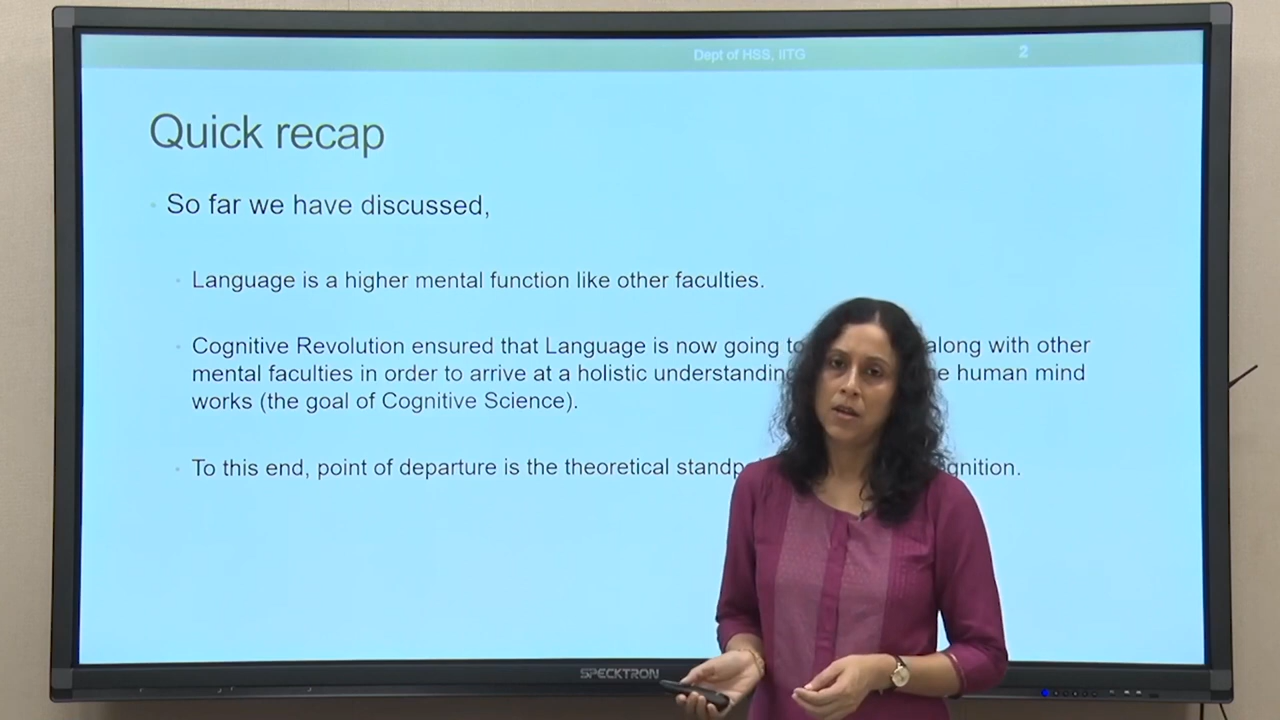 Dept of HSS, IITG 2
Quick recap
So far we have discussed,
Language is a higher mental function like other faculties.
Cognitive Revolution ensured that Language is now going to along with other
mental faculties in order to arrive at a holistic understanding human mind
works (the goal of Cognitive Science).
To this end, point of departure is the theoretical
SPECKTRON